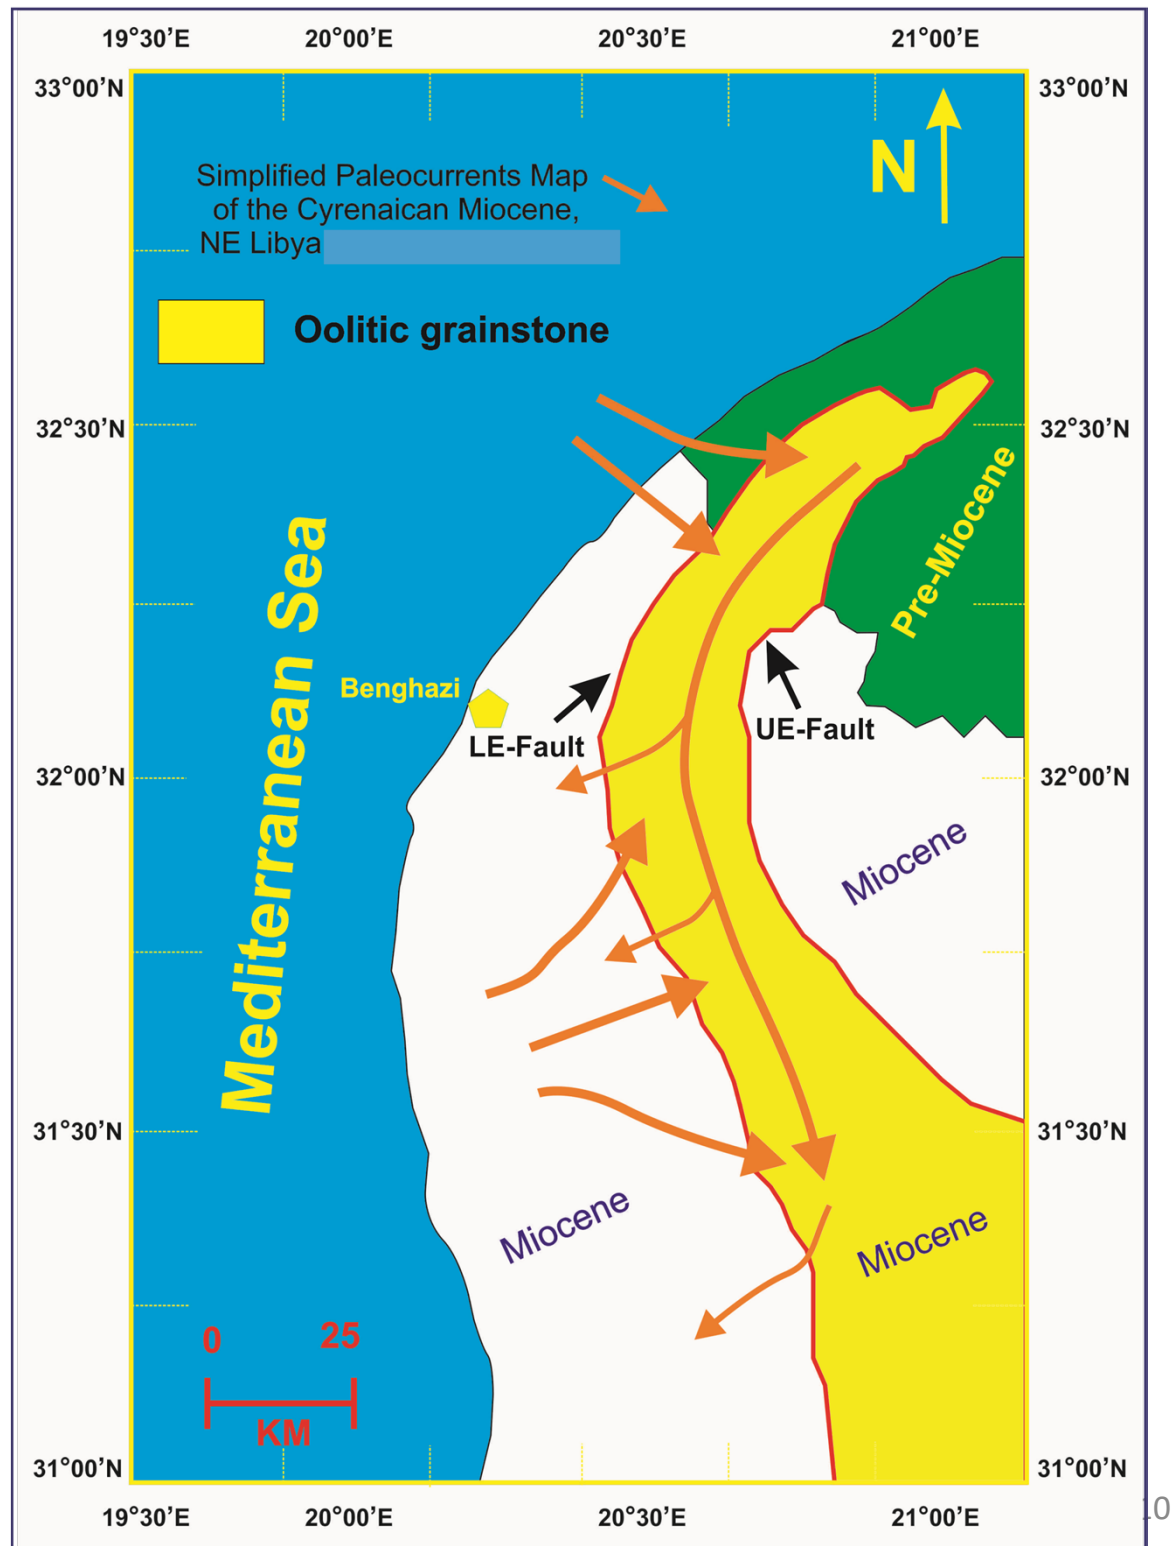 19°30’E 20°00’E 20°30’E 21°00’E
33°00’N 33°00’N
N
Simplified Paleocurrents Map
of the Cyrenaican Miocene,
NE Libya
Oolitic grainstone
32°30’N 32°30’N
Pre-Miocene
Mediterranean Sea
Benghazi
LE-Fault
UE-Fault
32°00’N 32°00’N
Miocene
31°30’N 31°30’N
Miocene
Miocene
0 25
KM
31°00’N 31°00’N
19°30’E 20°00’E 20°30’E 21°00’E
10